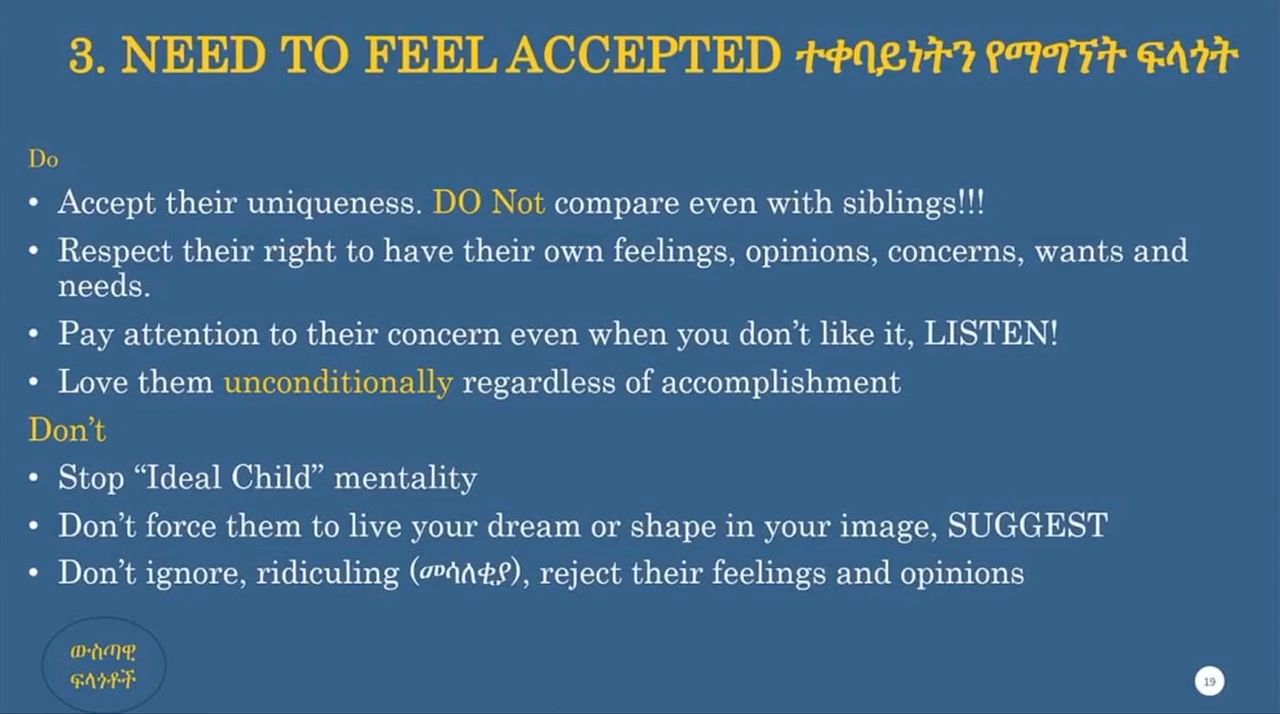 3. NEED TO FEEL ACCEPTED ተቀባይነትን የማግኘት ፍላጎት
Do
• Accept their uniqueness. DO Not compare even with siblings!!!
• Respect their right to have their own feelings, opinions, concerns, wants and
needs.
• Pay attention to their concern even when you don’t like it, LISTEN!
• Love them unconditionally regardless of accomplishment
Don’t
• Stop “Ideal Child” mentality
• Don’t force them to live your dream or shape in your image, SUGGEST
• Don’t ignore, ridiculing (መሳለቂያ), reject their feelings and opinions
ውስጣዊ
ፍላጎቶች
19